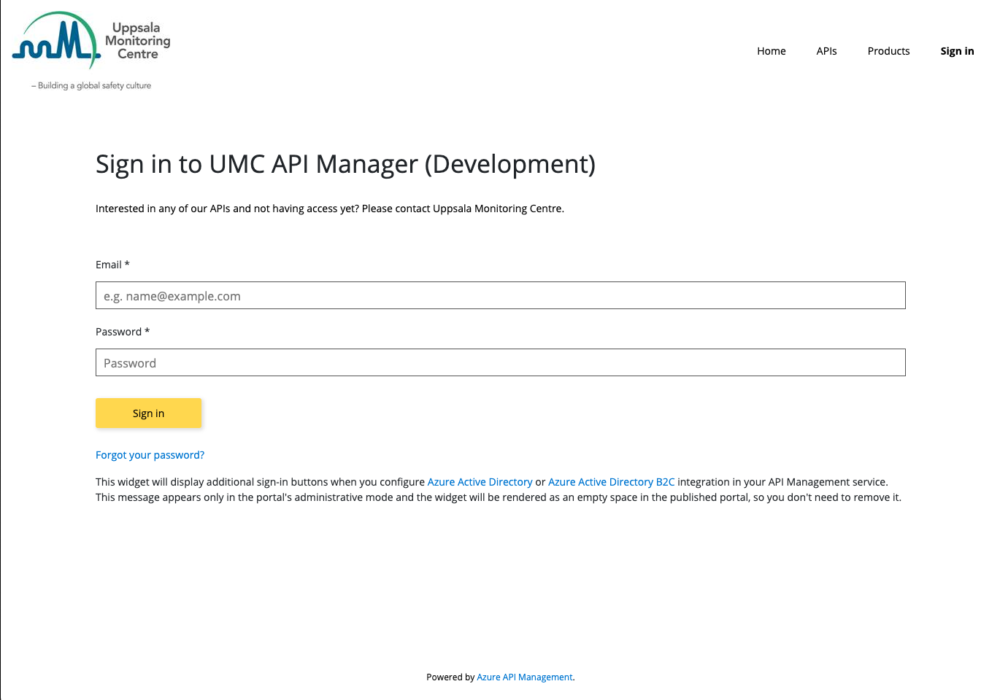 Uppsala
Monitoring
Centre
– Building a global safety culture
Home APIs Products Sign in
Sign in to UMC API Manager (Development)
Interested in any of our APIs and not having access yet? Please contact Uppsala Monitoring Centre.
Email *
e.g. name@example.com
Password *
Password
Sign in
Forgot your password?
This widget will display additional sign-in buttons when you configure Azure Active Directory or Azure Active Directory B2C integration in your API Management service.
This message appears only in the portal's administrative mode and the widget will be rendered as an empty space in the published portal, so you don't need to remove it.
Powered by Azure API Management.